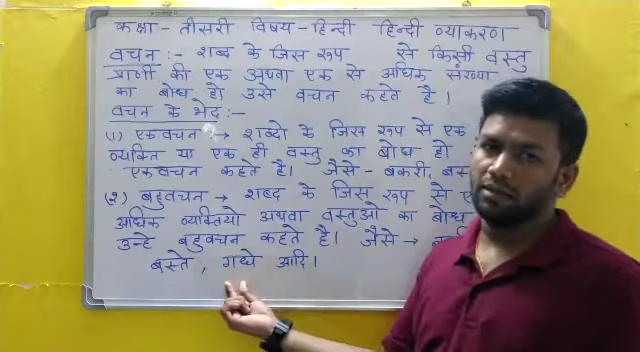 कक्षा - तीसरी विषय - हिन्दी हिन्दी व्याकरण
वचन :- शब्द के जिस रूप से किसी वस्तु
प्राणी की एक अथवा एक से अधिक संख्या
का बोध हो उसे वचन कहते है।
वचन के भेद :-
(1) एकवचन :→ शब्दो के जिस रूप से एक
व्यक्ति या एक ही वस्तु का बोध हो
एकवचन कहते है। जैसे - बकरी, बस
(२) बहुवचन → शब्द के जिस रूप से ए
अधिक व्यक्तियो अथवा वस्तुओ का बोध
उन्हे बहुवचन कहते है। जैसे →
बस्ते, गध्धे आदि।